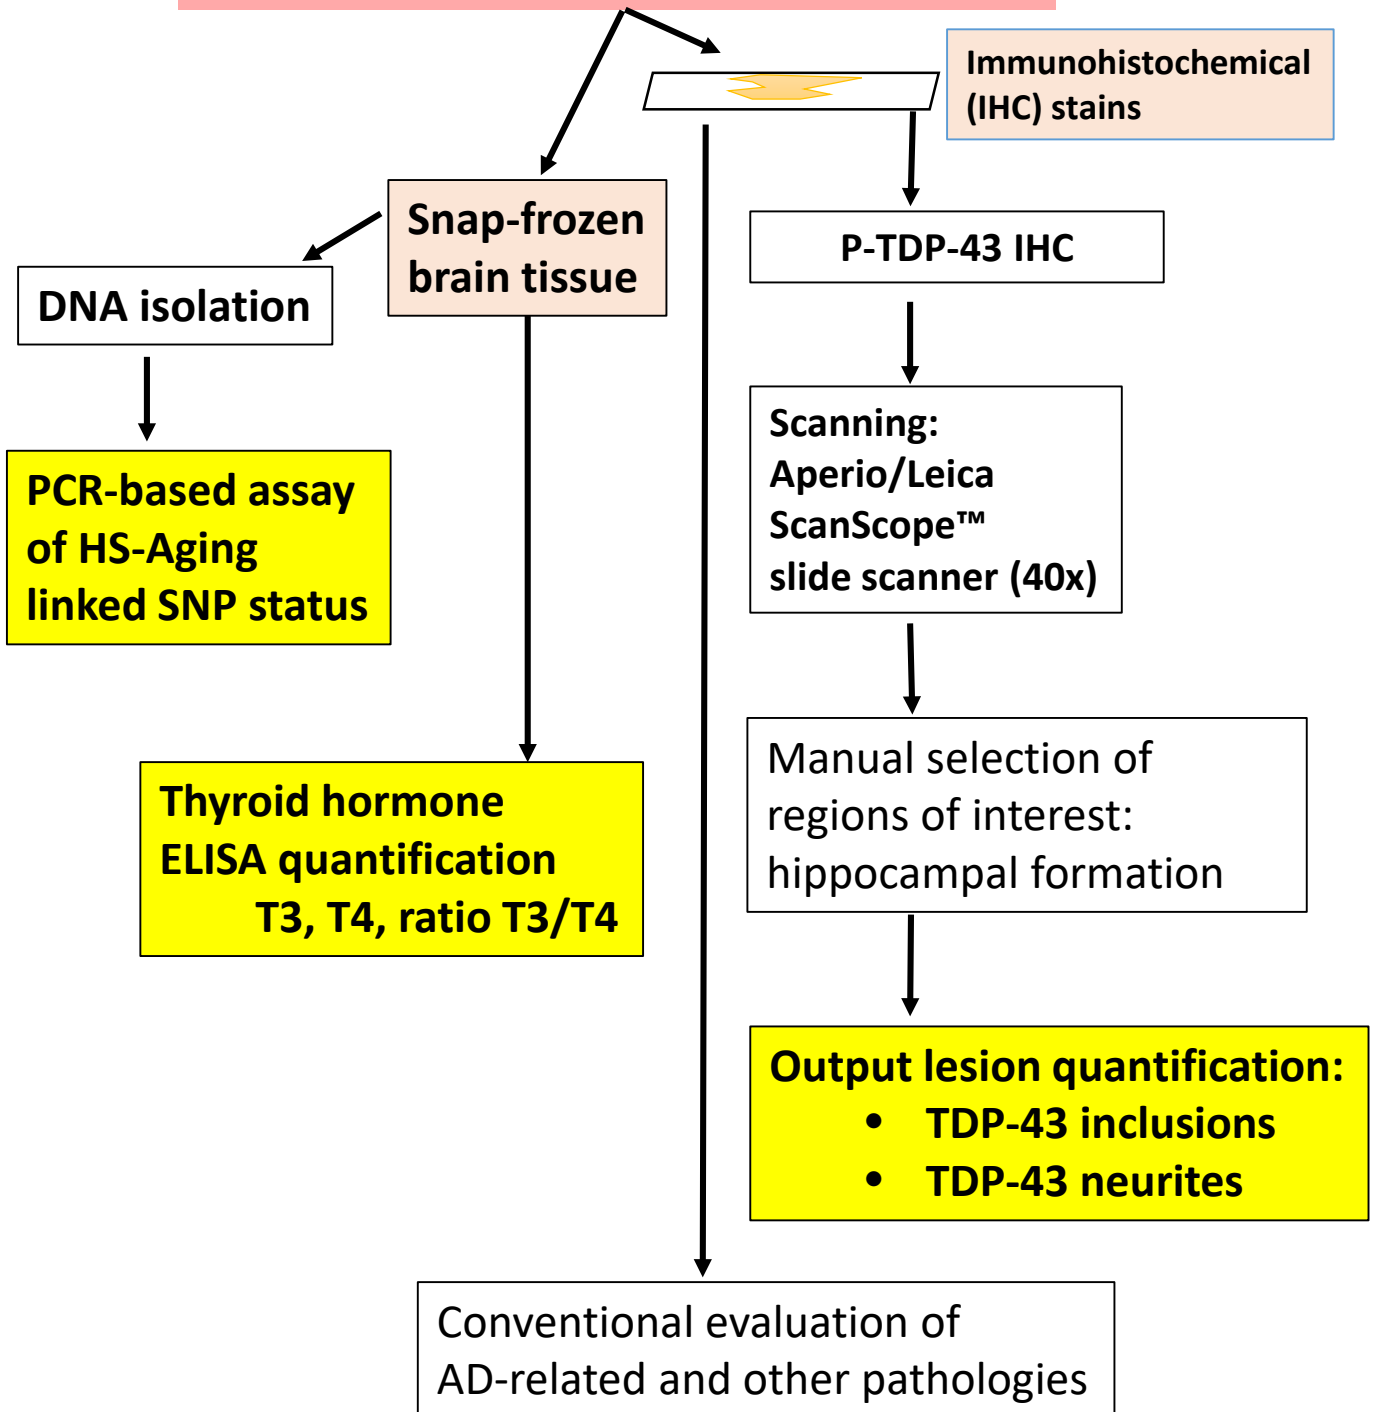 Immunohistochemical
(IHC) stains
Snap-frozen
brain tissue
P-TDP-43 IHC
DNA isolation
Scanning:
Aperio/Leica
ScanScope™
slide scanner (40x)
PCR-based assay
of HS-Aging
linked SNP status
Manual selection of
regions of interest:
hippocampal formation
Thyroid hormone
ELISA quantification
T3, T4, ratio T3/T4
Output lesion quantification:
• TDP-43 inclusions
• TDP-43 neurites
Conventional evaluation of
AD-related and other pathologies